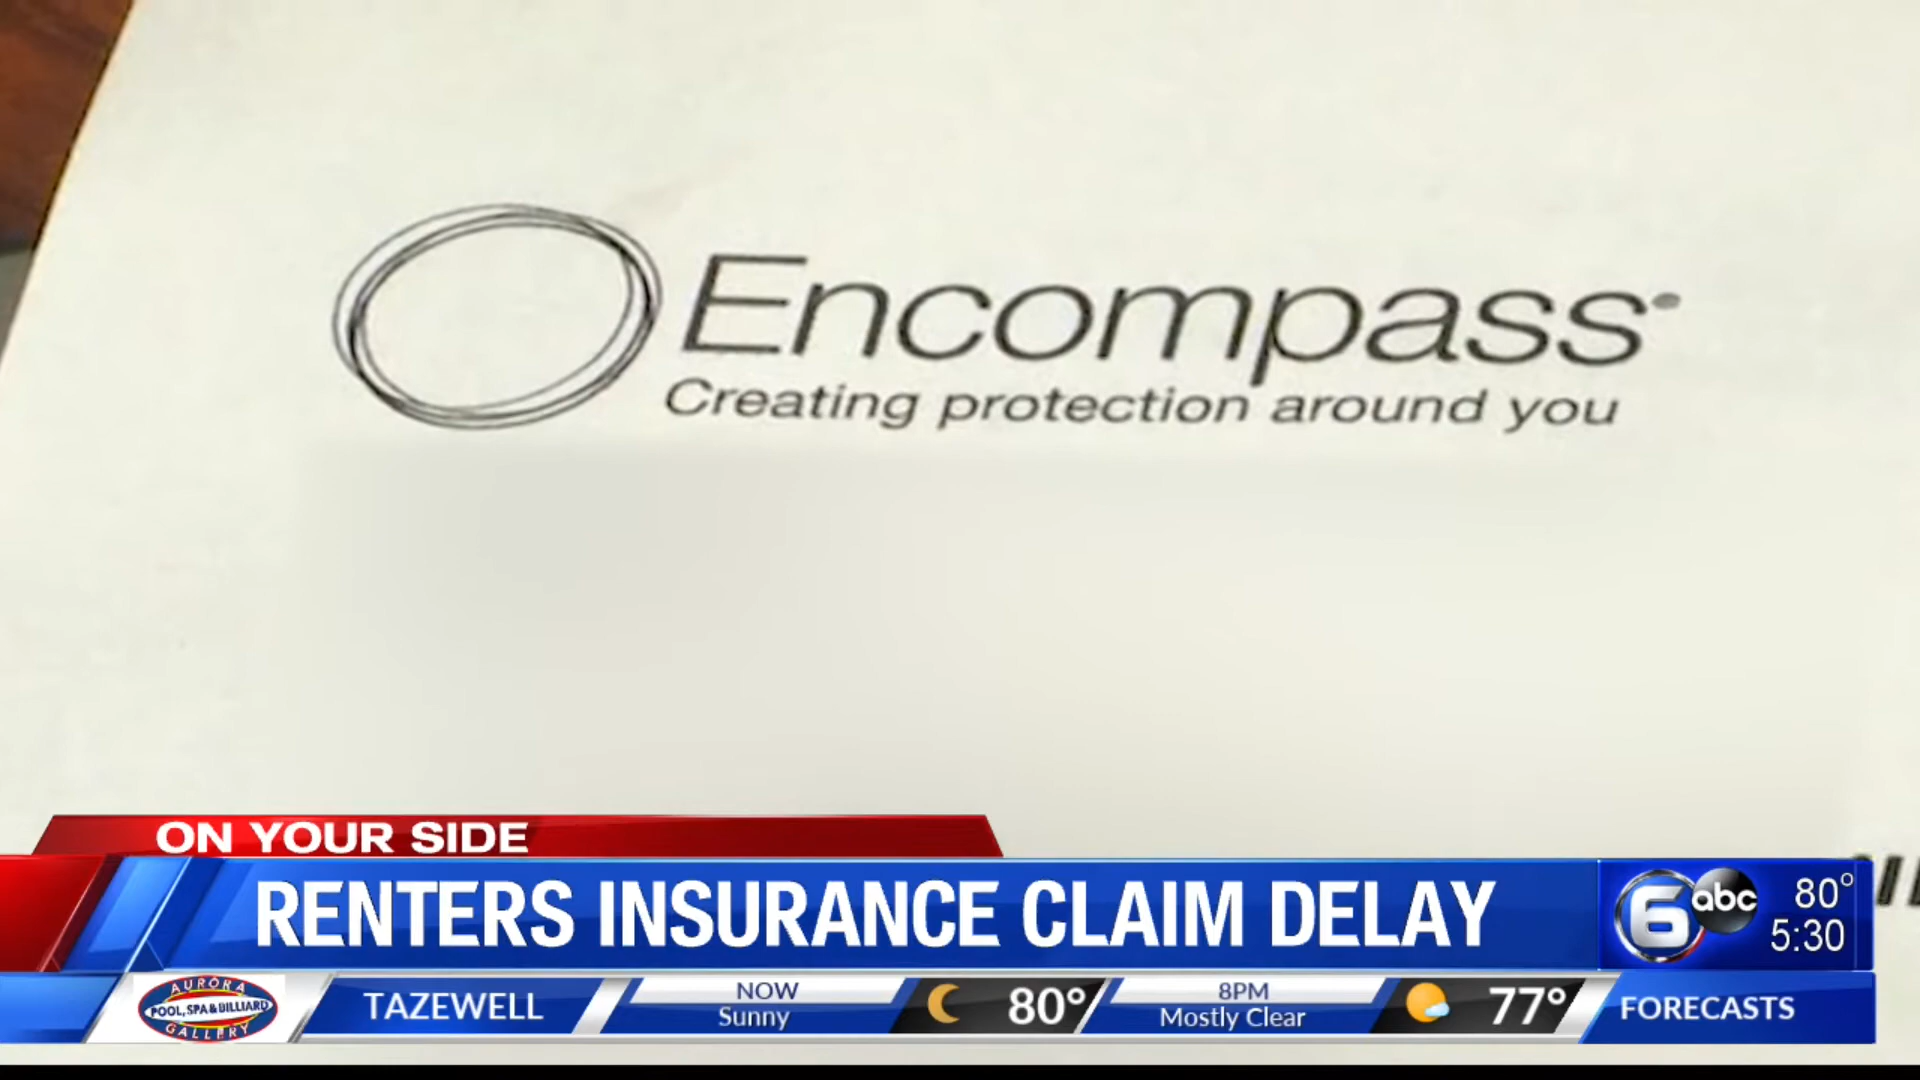 Encompass
Creating protection around you
ON YOUR SIDE
RENTERS INSURANCE CLAIM DELAY
6 abc
80°
5:30
AURORA
POOL, SPA & BILLIARD
GALLERY
TAZEWELL
NOW
Sunny
80°
8PM
Mostly Clear
77°
FORECASTS